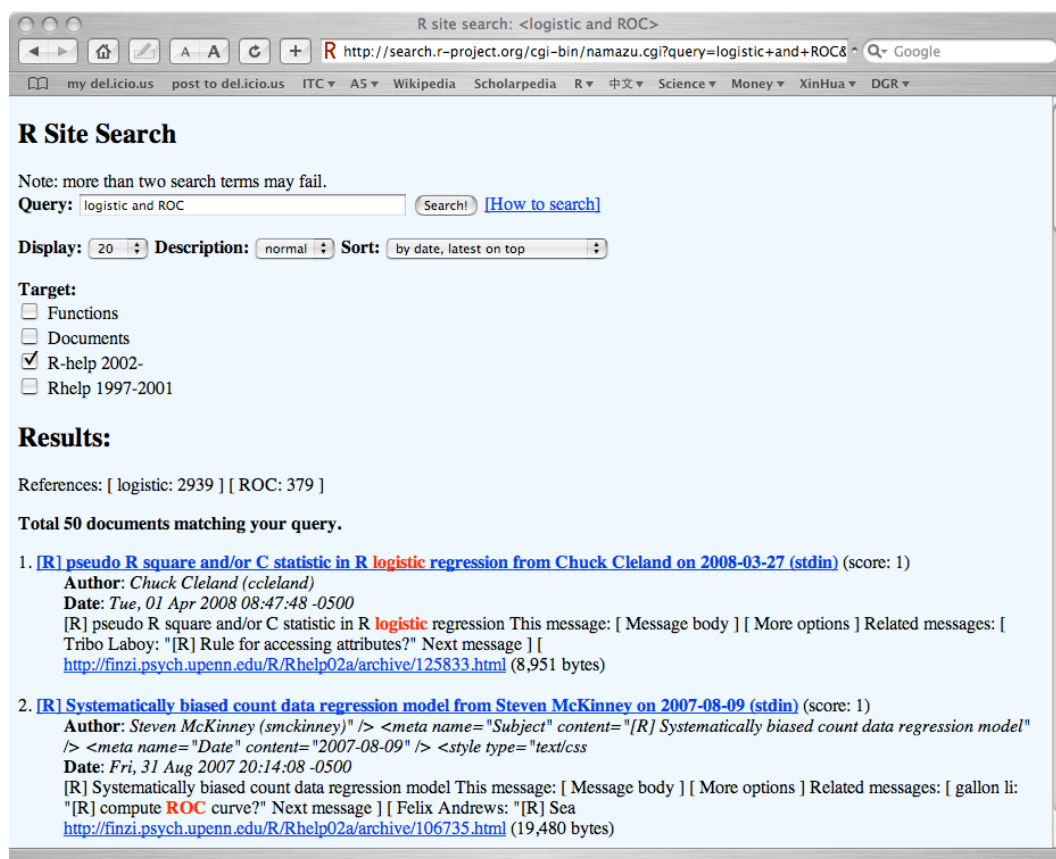 R site search: <logistic and ROC>
A A + R http://search.r-project.org/cgi-bin/namazu.cgi?query=logistic+and+ROC& Q Google
my del.icio.us post to del.icio.us ITC ▼ A5 ▼ Wikipedia Scholarpedia R ▼ 中文 ▼ Science ▼ Money ▼ XinHua ▼ DGR ▼
R Site Search
Note: more than two search terms may fail.
Query: logistic and ROC Search! [How to search]
Display: 20 Description: normal Sort: by date, latest on top
Target:
Functions
Documents
R-help 2002-
Rhelp 1997-2001
Results:
References: [ logistic: 2939 ] [ ROC: 379 ]
Total 50 documents matching your query.
1. [R] pseudo R square and/or C statistic in R logistic regression from Chuck Cleland on 2008-03-27 (stdin) (score: 1)
Author: Chuck Cleland (ccleland)
Date: Tue, 01 Apr 2008 08:47:48 -0500
[R] pseudo R square and/or C statistic in R logistic regression This message: [ Message body ] [ More options ] Related messages: [
Tribo Laboy: "[R] Rule for accessing attributes?" Next message ] [
http://finzi.psych.upenn.edu/R/Rhelp02a/archive/125833.html (8,951 bytes)
2. [R] Systematically biased count data regression model from Steven McKinney on 2007-08-09 (stdin) (score: 1)
Author: Steven McKinney (smckinney)" /> <meta name="Subject" content="[R] Systematically biased count data regression model"
/> <meta name="Date" content="2007-08-09" /> <style type="text/css
Date: Fri, 31 Aug 2007 20:14:08 -0500
[R] Systematically biased count data regression model This message: [ Message body ] [ More options ] Related messages: [ gallon li:
"[R] compute ROC curve?" Next message ] [ Felix Andrews: "[R] Sea
http://finzi.psych.upenn.edu/R/Rhelp02a/archive/106735.html (19,480 bytes)